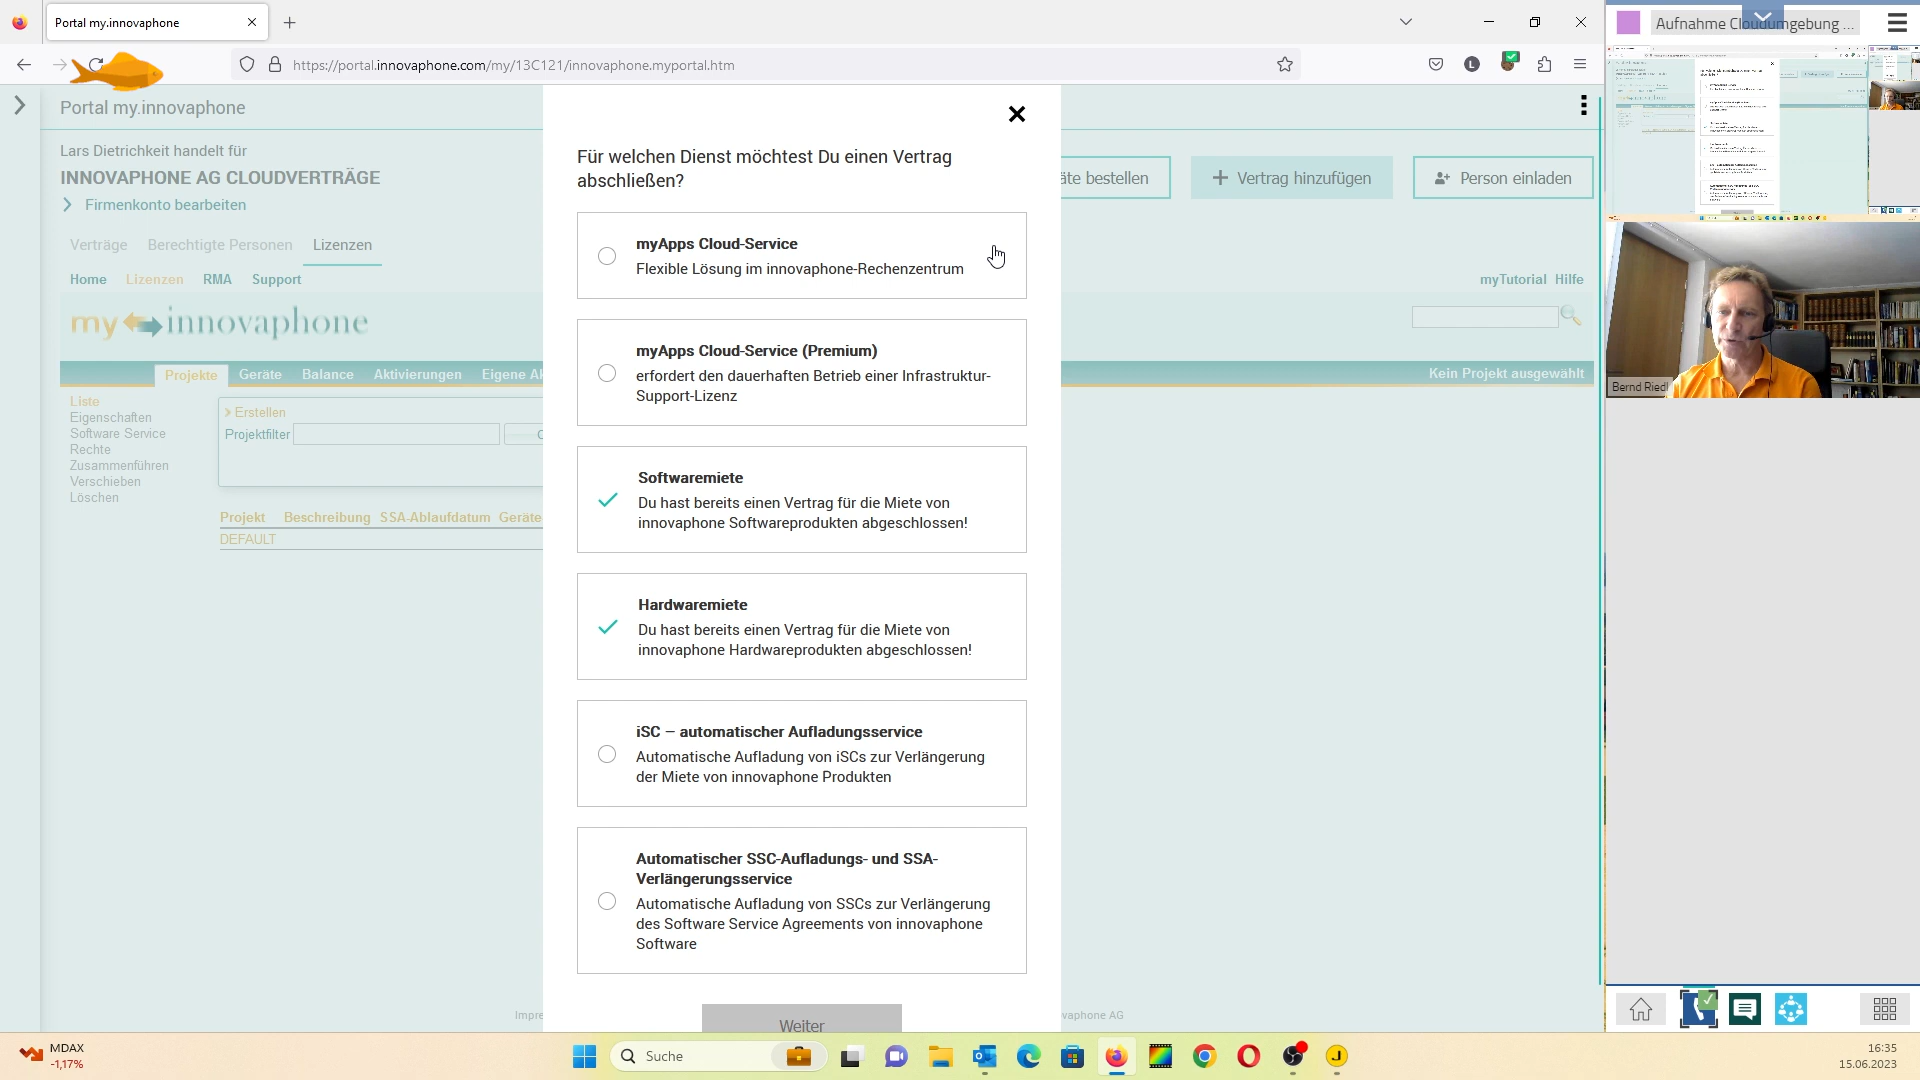 Portal my.innovaphone
https://portal.innovaphone.com/my/13C121/innovaphone.myportal.htm
Portal my.innovaphone
Lars Dietrichkeit handelt für
INNOVAPHONE AG CLOUDVERTRÄGE
Firmenkonto bearbeiten
äte bestellen
Vertrag hinzufügen
Person einladen
Verträge Berechtigte Personen Lizenzen
Home Lizenzen RMA Support
myTutorial Hilfe
my innovaphone
Projekte Geräte Balance Aktivierungen Eigene Ak
Kein Projekt ausgewählt
Liste
Eigenschaften
Software Service
Rechte
Zusammenführen
Verschieben
Löschen
Erstellen
Projektfilter
Projekt Beschreibung SSA-Ablaufdatum Geräte
DEFAULT
Für welchen Dienst möchtest Du einen Vertrag
abschließen?
myApps Cloud-Service
Flexible Lösung im innovaphone-Rechenzentrum
myApps Cloud-Service (Premium)
erfordert den dauerhaften Betrieb einer Infrastruktur-
Support-Lizenz
Softwaremiete
Du hast bereits einen Vertrag für die Miete von
innovaphone Softwareprodukten abgeschlossen!
Hardwaremiete
Du hast bereits einen Vertrag für die Miete von
innovaphone Hardwareprodukten abgeschlossen!
iSC – automatischer Aufladungsservice
Automatische Aufladung von iSCs zur Verlängerung
der Miete von innovaphone Produkten
Automatischer SSC-Aufladungs- und SSA-
Verlängerungsservice
Automatische Aufladung von SSCs zur Verlängerung
des Software Service Agreements von innovaphone
Software
Weiter
Impre
vaphone AG
Aufnahme Cloudumgebung ...
Bernd Riedl
MDAX
-1,17%
Suche
16:35
15.06.2023